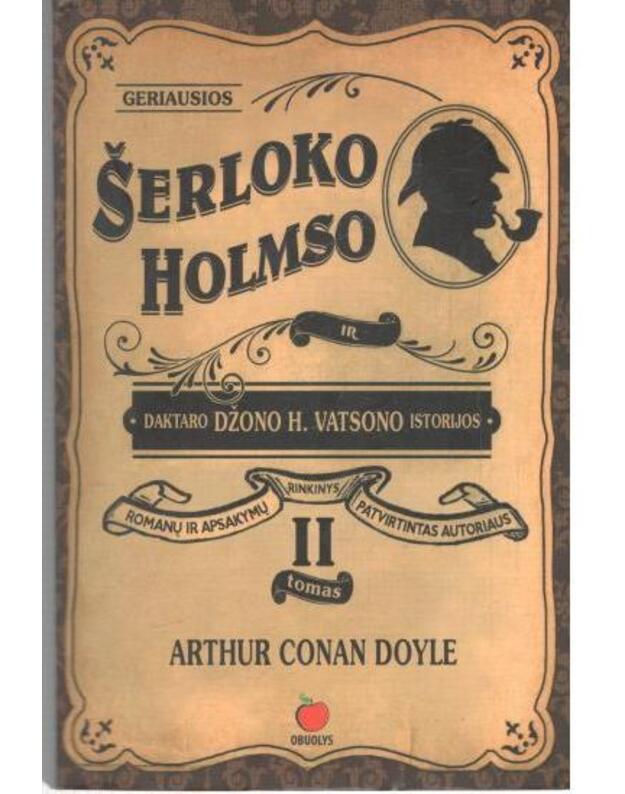 GERIAUSIOS
ŠERLOKO
HOLMSO
IR
DAKTARO DŽONO H. VATSONO ISTORIJOS
ROMANŲ IR APSAKYMŲ RINKINYS PATVIRTINTAS AUTORIAUS
II
tomas
ARTHUR CONAN DOYLE
OBUOLYS